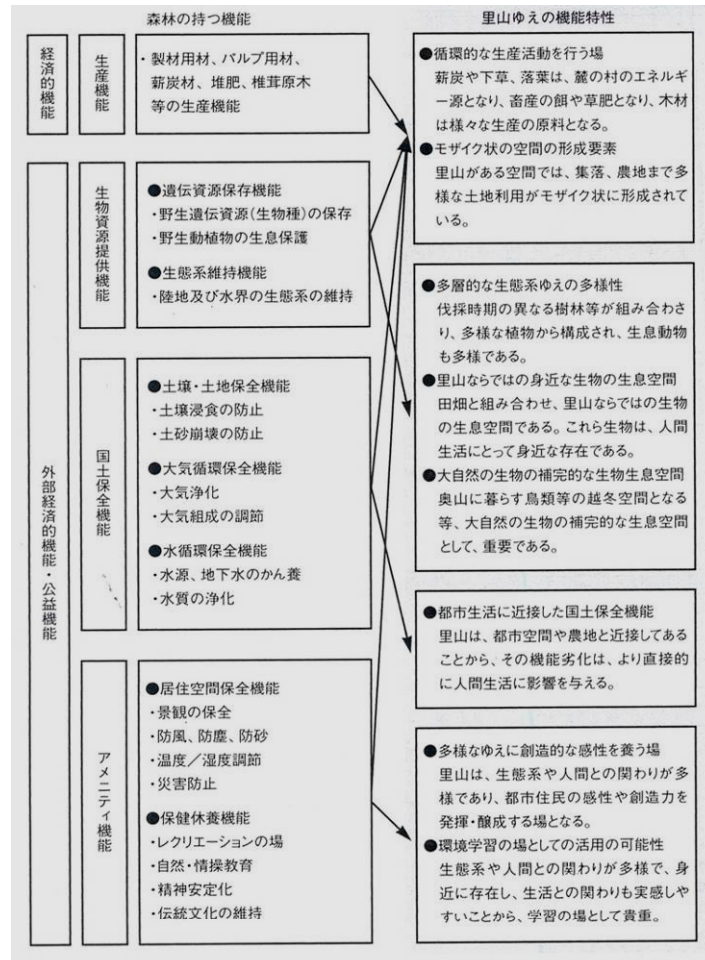 森林の持つ機能
里山ゆえの機能特性
経済的機能
生産機能
・製材用材、パルプ用材、
薪炭材、堆肥、椎茸原木
等の生産機能
外部経済的機能・公益機能
生物資源提供機能
●遺伝資源保存機能
・野生遺伝資源(生物種)の保存
・野生動植物の生息保護
●生態系維持機能
・陸地及び水界の生態系の維持
国土保全機能
●土壌・土地保全機能
・土壌浸食の防止
・土砂崩壊の防止
●大気循環保全機能
・大気浄化
・大気組成の調節
●水循環保全機能
・水源、地下水のかん養
・水質の浄化
アメニティ機能
●居住空間保全機能
・景観の保全
・防風、防塵、防砂
・温度／湿度調節
・災害防止
●保健休養機能
・レクリエーションの場
・自然・情操教育
・精神安定化
・伝統文化の維持
●循環的な生産活動を行う場
薪炭や下草、落葉は、麓の村のエネルギ
ー源となり、畜産の餌や草肥となり、木材
は様々な生産の原料となる。
●モザイク状の空間の形成要素
里山がある空間では、集落、農地まで多
様な土地利用がモザイク状に形成されて
いる。
●多層的な生態系ゆえの多様性
伐採時期の異なる樹林等が組み合わさ
り、多様な植物から構成され、生息動物
も多様である。
●里山ならではの身近な生物の生息空間
田畑と組み合わせ、里山ならではの生物
の生息空間である。これら生物は、人間
生活にとって身近な存在である。
●大自然の生物の補完的な生物生息空間
奥山に暮らす鳥類等の越冬空間となる
等、大自然の生物の補完的な生息空間
として、重要である。
●都市生活に近接した国土保全機能
里山は、都市空間や農地と近接してある
ことから、その機能劣化は、より直接的
に人間生活に影響を与える。
●多様なゆえに創造的な感性を養う場
里山は、生態系や人間との関わりが多
様であり、都市住民の感性や創造力を
発揮・醸成する場となる。
●環境学習の場としての活用の可能性
生態系や人間との関わりが多様で、身
近に存在し、生活との関わりも実感しや
すいことから、学習の場として貴重。